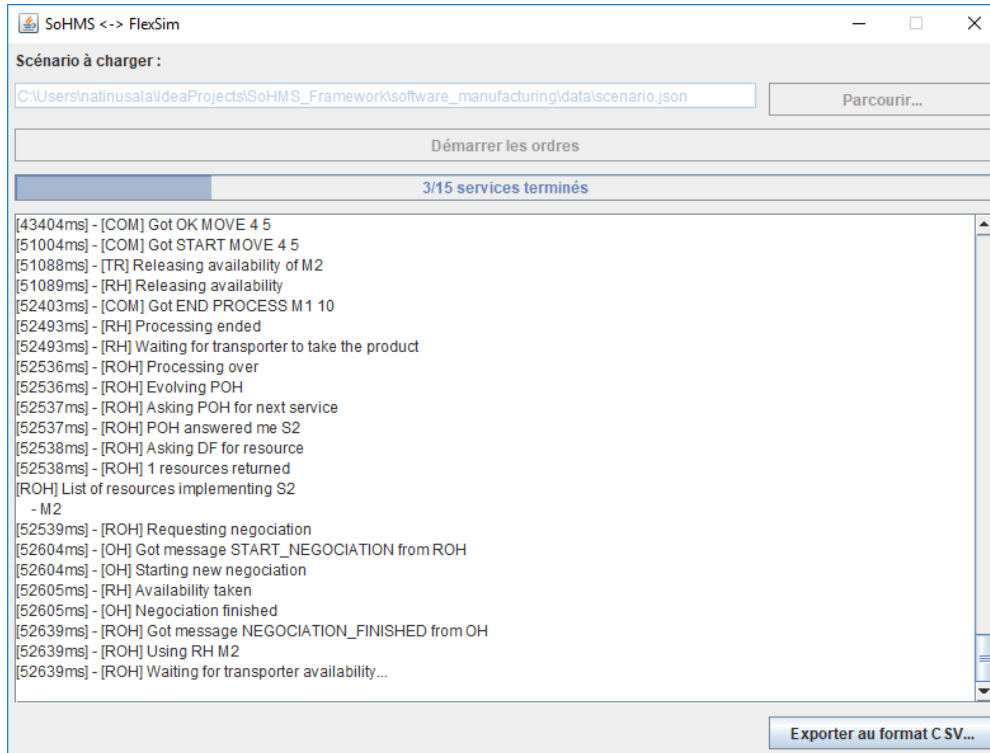 SoHMS <-> FlexSim
Scénario à charger :
C:\Users\natinusala\IdeaProjects\SoHMS_Framework\software_manufacturing\data\scenario.json
Parcourir...
Démarrer les ordres
3/15 services terminés
[43404ms] - [COM] Got OK MOVE 4 5
[51004ms] - [COM] Got START MOVE 4 5
[51088ms] - [TR] Releasing availability of M2
[51089ms] - [RH] Releasing availability
[52403ms] - [COM] Got END PROCESS M1 10
[52493ms] - [RH] Processing ended
[52493ms] - [RH] Waiting for transporter to take the product
[52536ms] - [ROH] Processing over
[52536ms] - [ROH] Evolving POH
[52537ms] - [ROH] Asking POH for next service
[52537ms] - [ROH] POH answered me S2
[52538ms] - [ROH] Asking DF for resource
[52538ms] - [ROH] 1 resources returned
[ROH] List of resources implementing S2
- M2
[52539ms] - [ROH] Requesting negociation
[52604ms] - [OH] Got message START_NEGOCIATION from ROH
[52604ms] - [OH] Starting new negociation
[52605ms] - [RH] Availability taken
[52605ms] - [OH] Negociation finished
[52639ms] - [ROH] Got message NEGOCIATION_FINISHED from OH
[52639ms] - [ROH] Using RH M2
[52639ms] - [ROH] Waiting for transporter availability...
Exporter au format CSV...